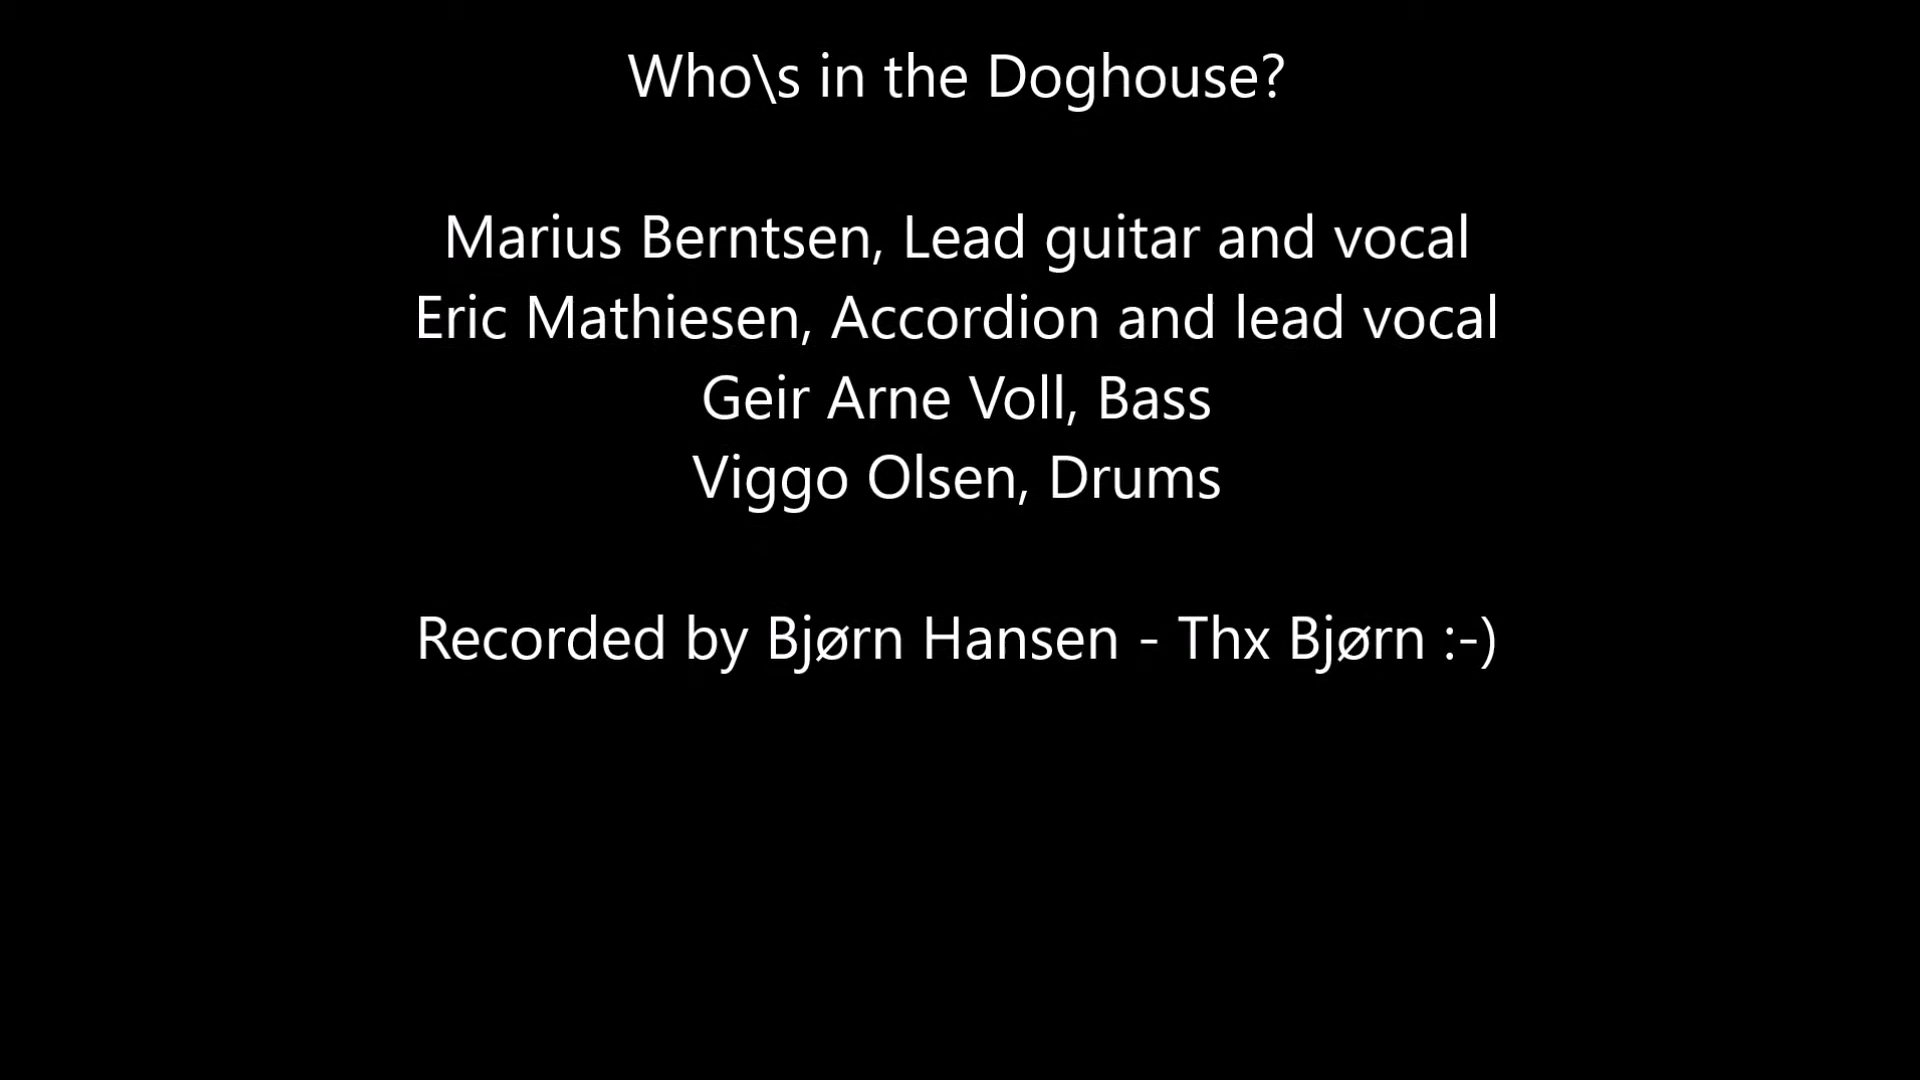 Who\s in the Doghouse?
Marius Berntsen, Lead guitar and vocal
Eric Mathiesen, Accordion and lead vocal
Geir Arne Voll, Bass
Viggo Olsen, Drums
Recorded by Bjørn Hansen - Thx Bjørn :-)